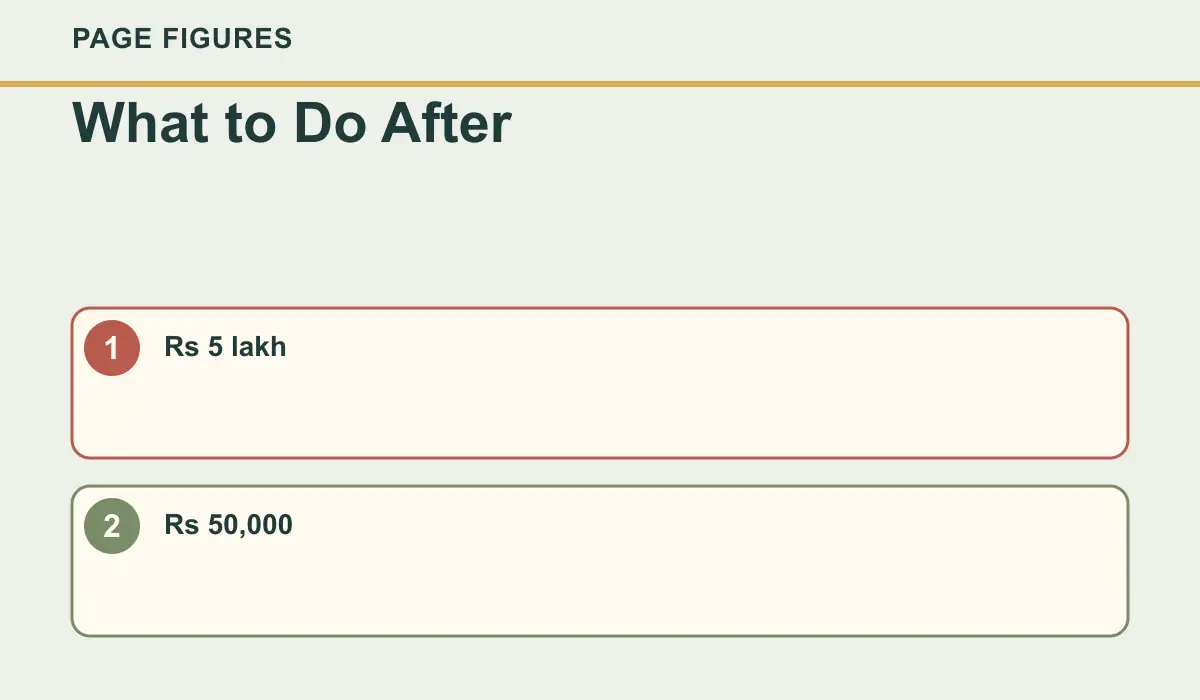 PAGE FIGURES
What to Do After
1 Rs 5 lakh
2 Rs 50,000